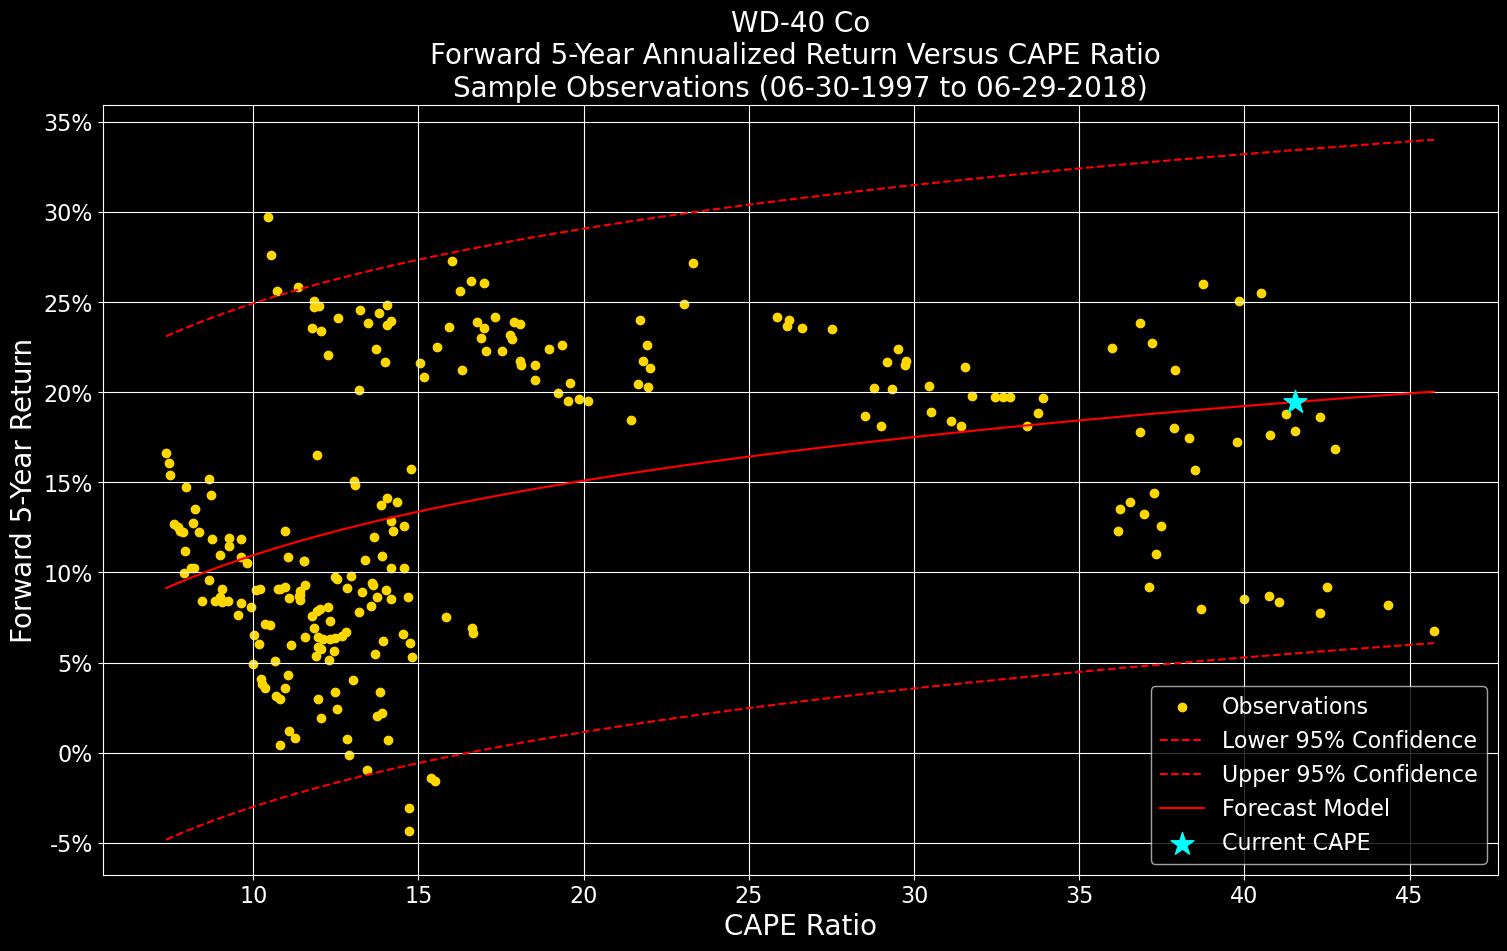 WD-40 Co
Forward 5-Year Annualized Return Versus CAPE Ratio
Sample Observations (06-30-1997 to 06-29-2018)
Forward 5-Year Return
35%
30%
25%
20%
15%
10%
5%
0%
-5%
Observations
Lower 95% Confidence
Upper 95% Confidence
Forecast Model
Current CAPE
10 15 20 25 30 35 40 45
CAPE Ratio